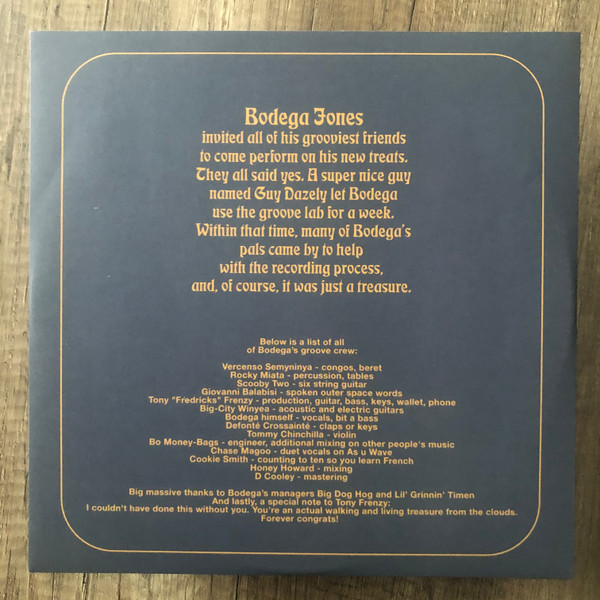 Bodega Jones
invited all of his grooviest friends
to come perform on his new treats.
They all said yes. A super nice guy
named Guy Dazely let Bodega
use the groove lab for a week.
Within that time, many of Bodega's
pals came by to help
with the recording process,
and, of course, it was just a treasure.
Below is a list of all
of Bodega's groove crew:
Vercenso Semyninya - congos, beret
Rocky Miata - percussion, tables
Scooby Two - six string guitar
Giovanni Balabisi - spoken outer space words
Tony "Fredricks" Frenzy - production, guitar, bass, keys, wallet, phone
Big-City Winyea - acoustic and electric guitars
Bodega himself - vocals, bit a bass
Defonté Crossainté - claps or keys
Tommy Chinchilla - violin
Bo Money-Bags - engineer, additional mixing on other people's music
Chase Magoo - duet vocals on As u Wave
Cookie Smith - counting to ten so you learn French
Honey Howard - mixing
D Cooley - mastering
Big massive thanks to Bodega's managers Big Dog Hog and Lil' Grinnin' Timen
And lastly, a special note to Tony Frenzy:
I couldn't have done this without you. You're an actual walking and living treasure from the clouds.
Forever congrats!